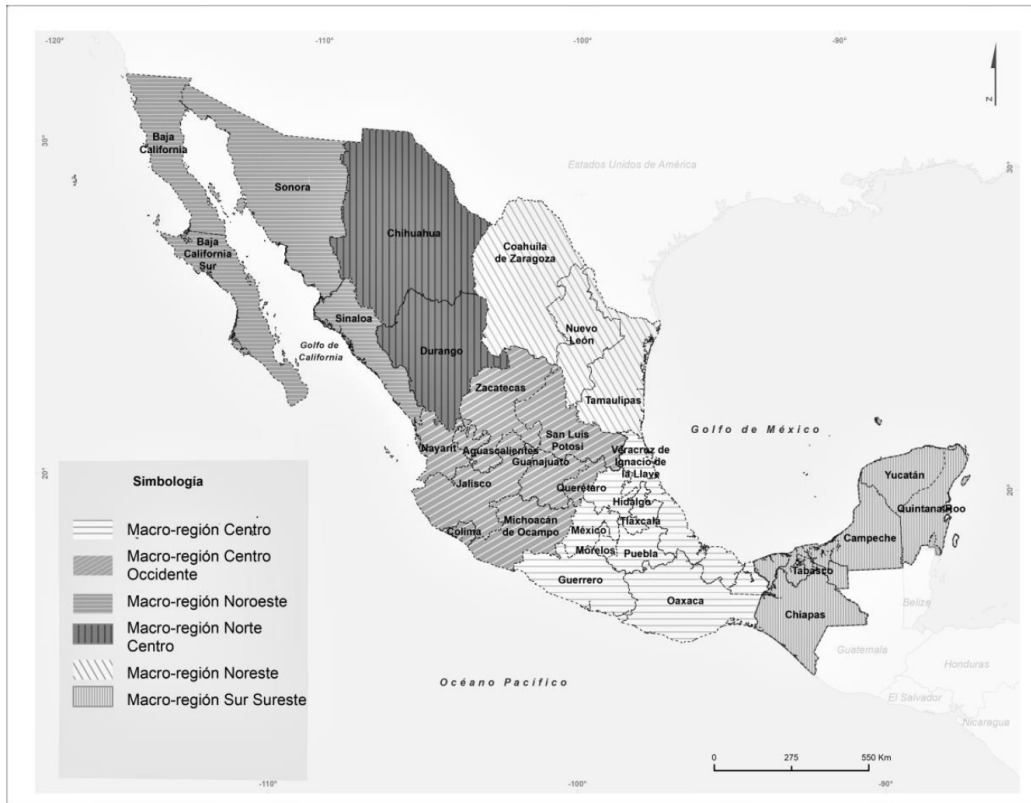 -120°
-110°
-100°
-90°
30°
30°
N
Estados Unidos de América
Baja
California
Sonora
Chihuahua
Coahuila
de Zaragoza
Baja
California
Sur
Sinaloa
Golfo de
California
Durango
Nuevo
León
Tamaulipas
Zacatecas
Golfo de México
San Luis
Potosí
Nayarit
Aguascalientes
Guanajuato
Veracruz de
Ignacio de
la Llave
Jalisco
Querétaro
Hidalgo
Yucatán
Quintana Roo
20°
20°
Colima
Michoacán
de Ocampo
México
Tlaxcala
Morelos
Puebla
Campeche
Tabasco
Guerrero
Oaxaca
Chiapas
Belize
Guatemala
Honduras
El Salvador
Nicaragua
Océano Pacífico
Simbología
Macro-región Centro
Macro-región Centro
Occidente
Macro-región Noroeste
Macro-región Norte
Centro
Macro-región Noreste
Macro-región Sur Sureste
0 275 550 Km
-110°
-100°
-90°